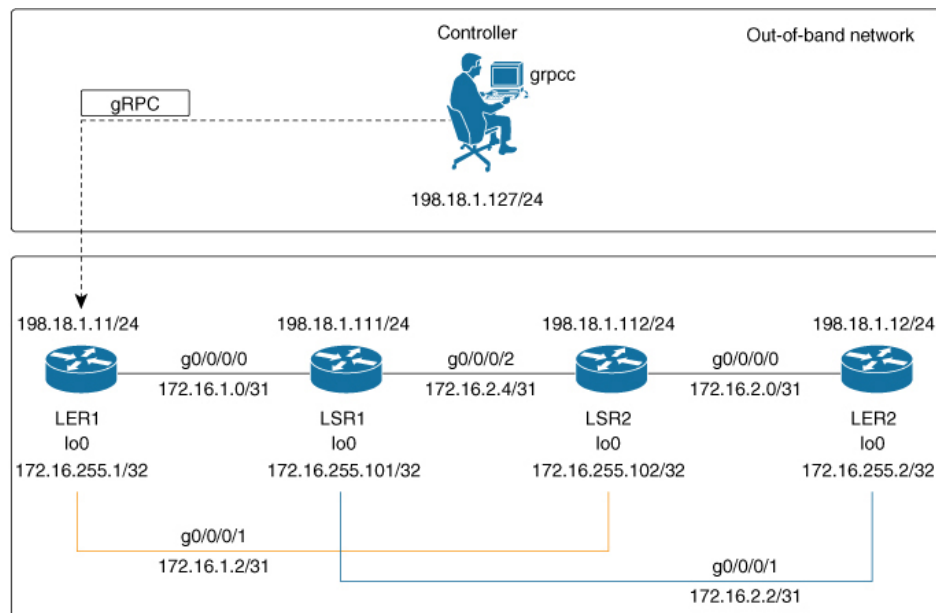 Controller
Out-of-band network
grpcc
gRPC
198.18.1.127/24
198.18.1.11/24
198.18.1.111/24
198.18.1.112/24
198.18.1.12/24
g0/0/0/0
g0/0/0/2
g0/0/0/0
172.16.1.0/31
172.16.2.4/31
172.16.2.0/31
LER1
LSR1
LSR2
LER2
lo0
lo0
lo0
lo0
172.16.255.1/32
172.16.255.101/32
172.16.255.102/32
172.16.255.2/32
g0/0/0/1
172.16.1.2/31
g0/0/0/1
172.16.2.2/31